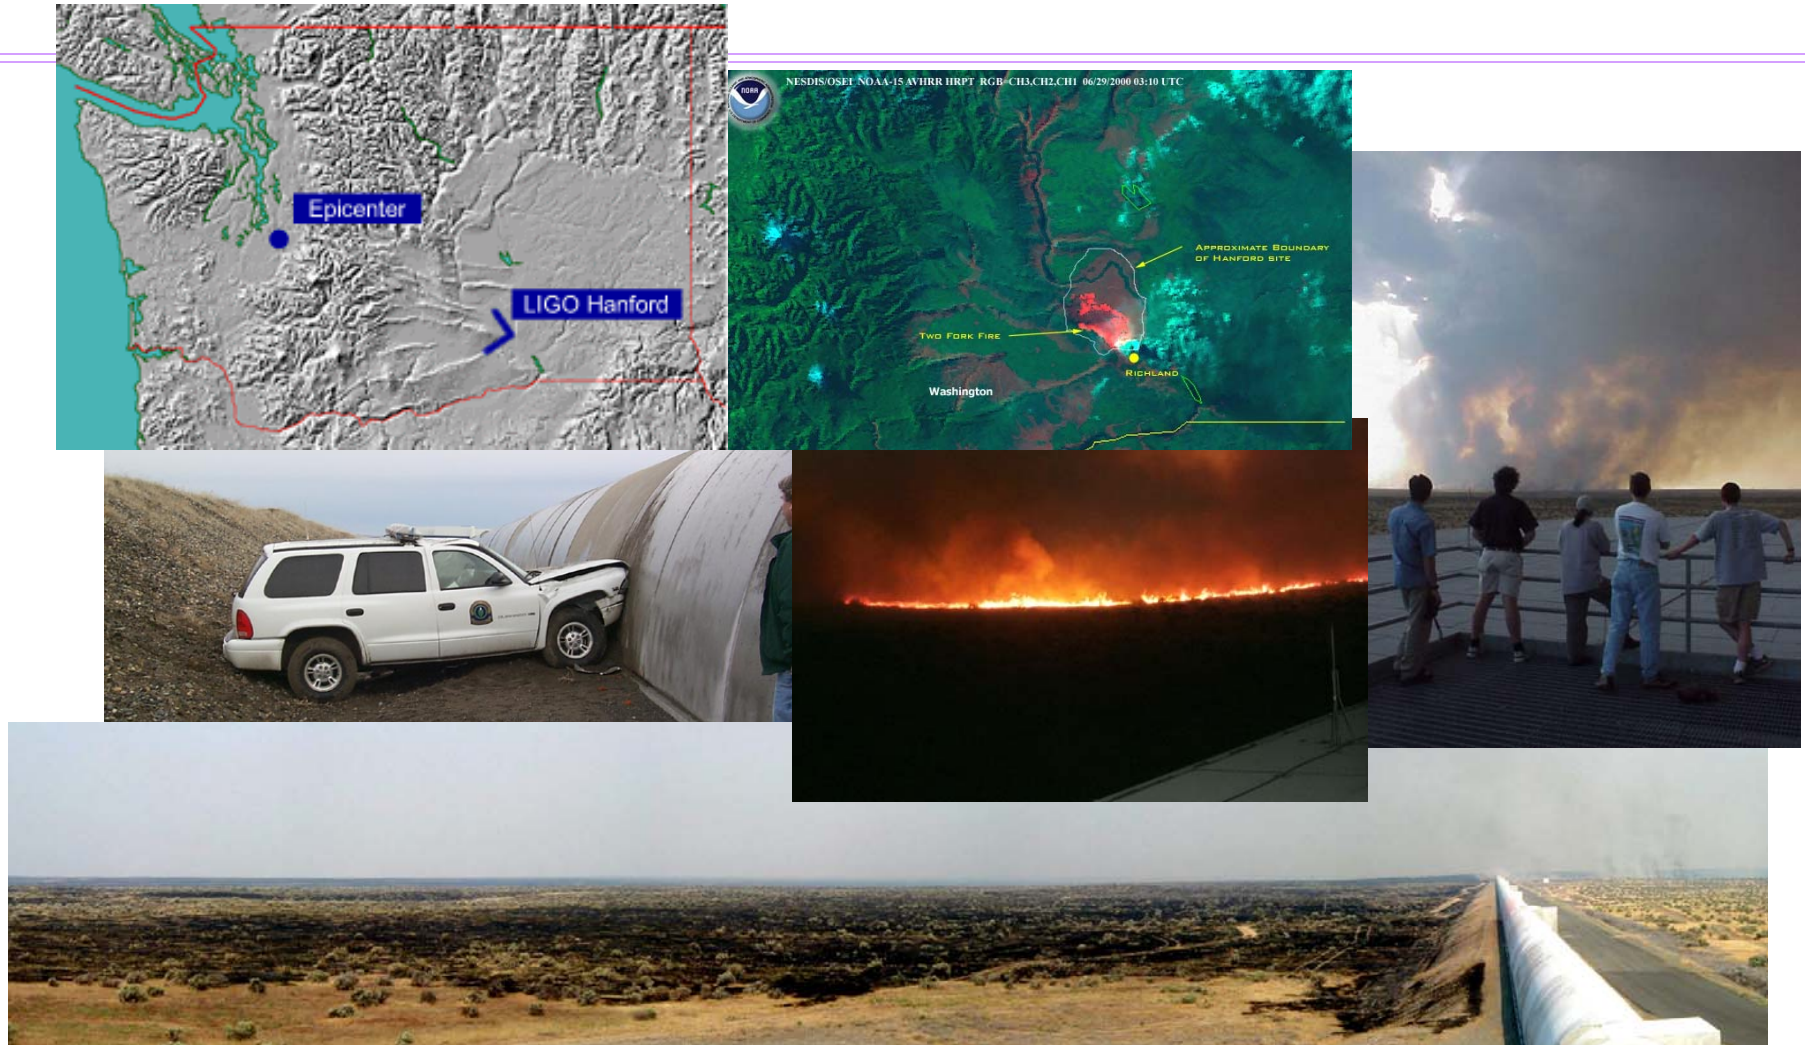 Epicenter
LIGO Hanford
NOAA
NESDIS/OSEI NOAA-15 AVHRR HRPT RGB=CH3,CH2,CH1 06/29/2000 03:10 UTC
APPROXIMATE BOUNDARY
OF HANFORD SITE
TWO FORK FIRE
RICHLAND
Washington